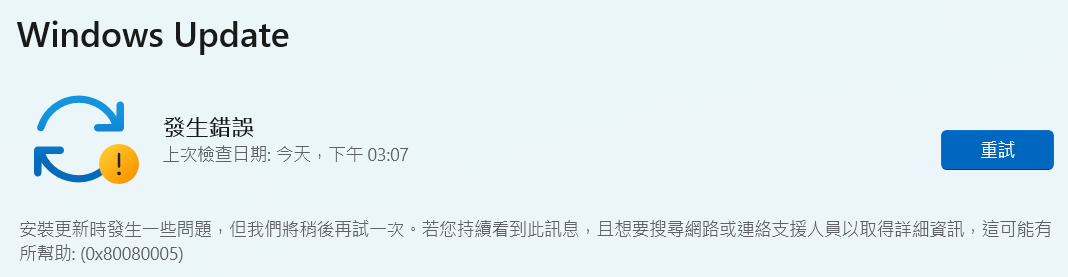 Windows Update
發生錯誤
上次檢查日期: 今天，下午 03:07
重試
安裝更新時發生一些問題，但我們將稍後再試一次。若您持續看到此訊息，且想要搜尋網路或連絡支援人員以取得詳細資訊，這可能有
所幫助: (0x80080005)